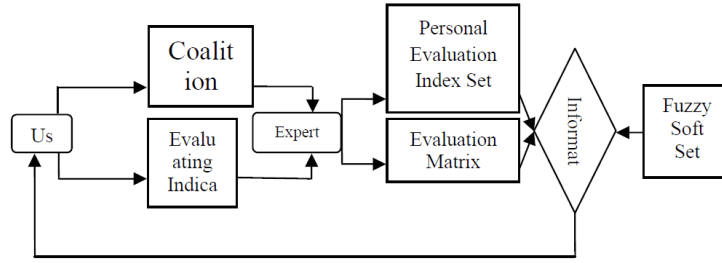 Us
Coalit
ion
Evalu
ating
Indica
Expert
Personal
Evaluation
Index Set
Evaluation
Matrix
Informat
Fuzzy
Soft
Set